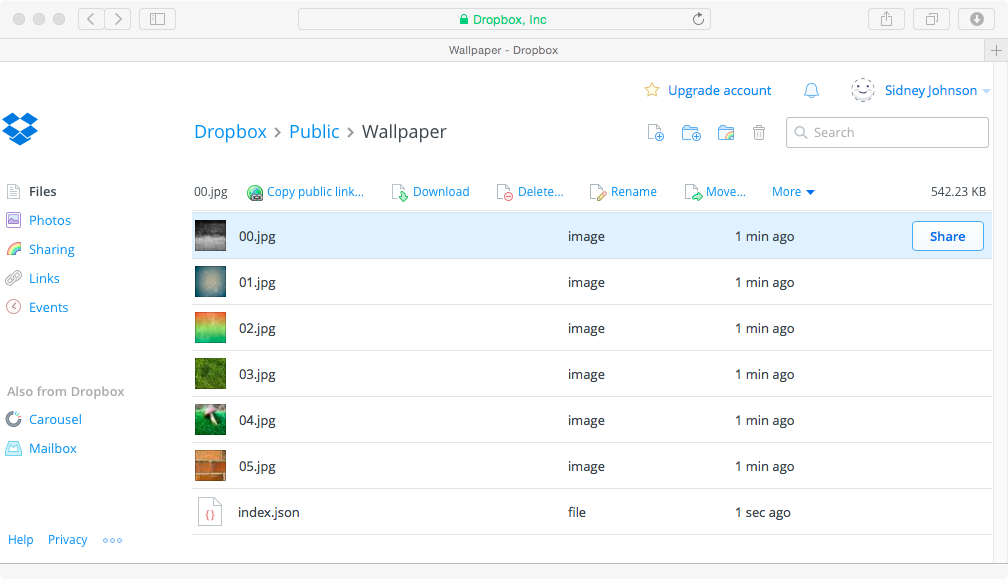 Dropbox, Inc
Wallpaper - Dropbox
Upgrade account
Sidney Johnson
Dropbox > Public > Wallpaper
Search
Files
Photos
Sharing
Links
Events
Also from Dropbox
Carousel
Mailbox
Help Privacy
00.jpg Copy public link... Download Delete... Rename Move... More 542.23 KB
00.jpg image 1 min ago Share
01.jpg image 1 min ago
02.jpg image 1 min ago
03.jpg image 1 min ago
04.jpg image 1 min ago
05.jpg image 1 min ago
index.json file 1 sec ago